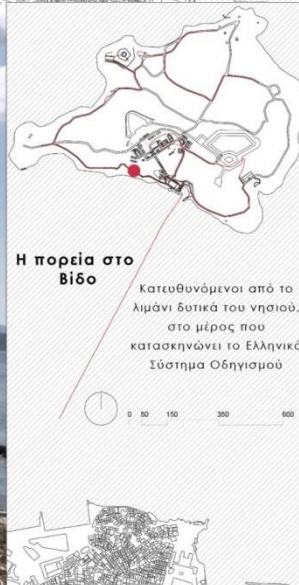 Η πορεία στο
Βίδο
Κατευθυνόμενοι από το
λιμάνι δυτικά του νησιού,
στο μέρος που
κατασκηνώνει το Ελληνικό
Σύστημα Οδηγισμού
0 50 150 350 600